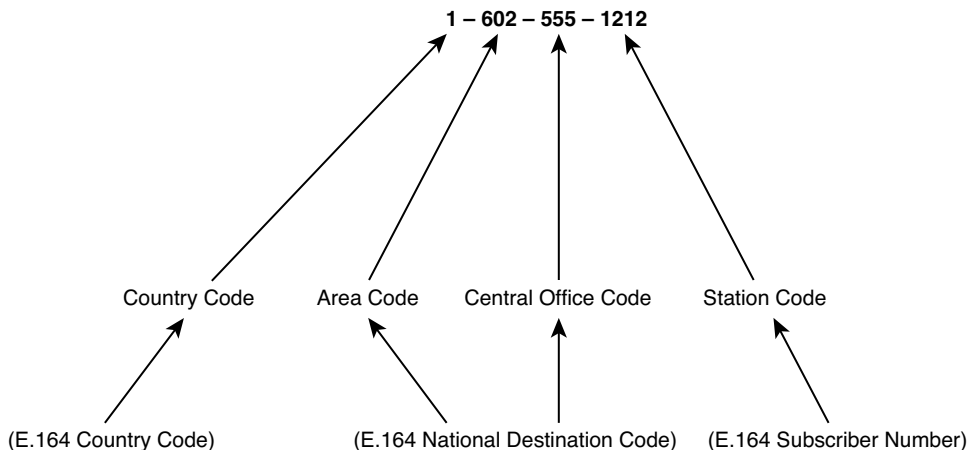 1 – 602 – 555 – 1212
Country Code Area Code Central Office Code Station Code
(E.164 Country Code) (E.164 National Destination Code) (E.164 Subscriber Number)